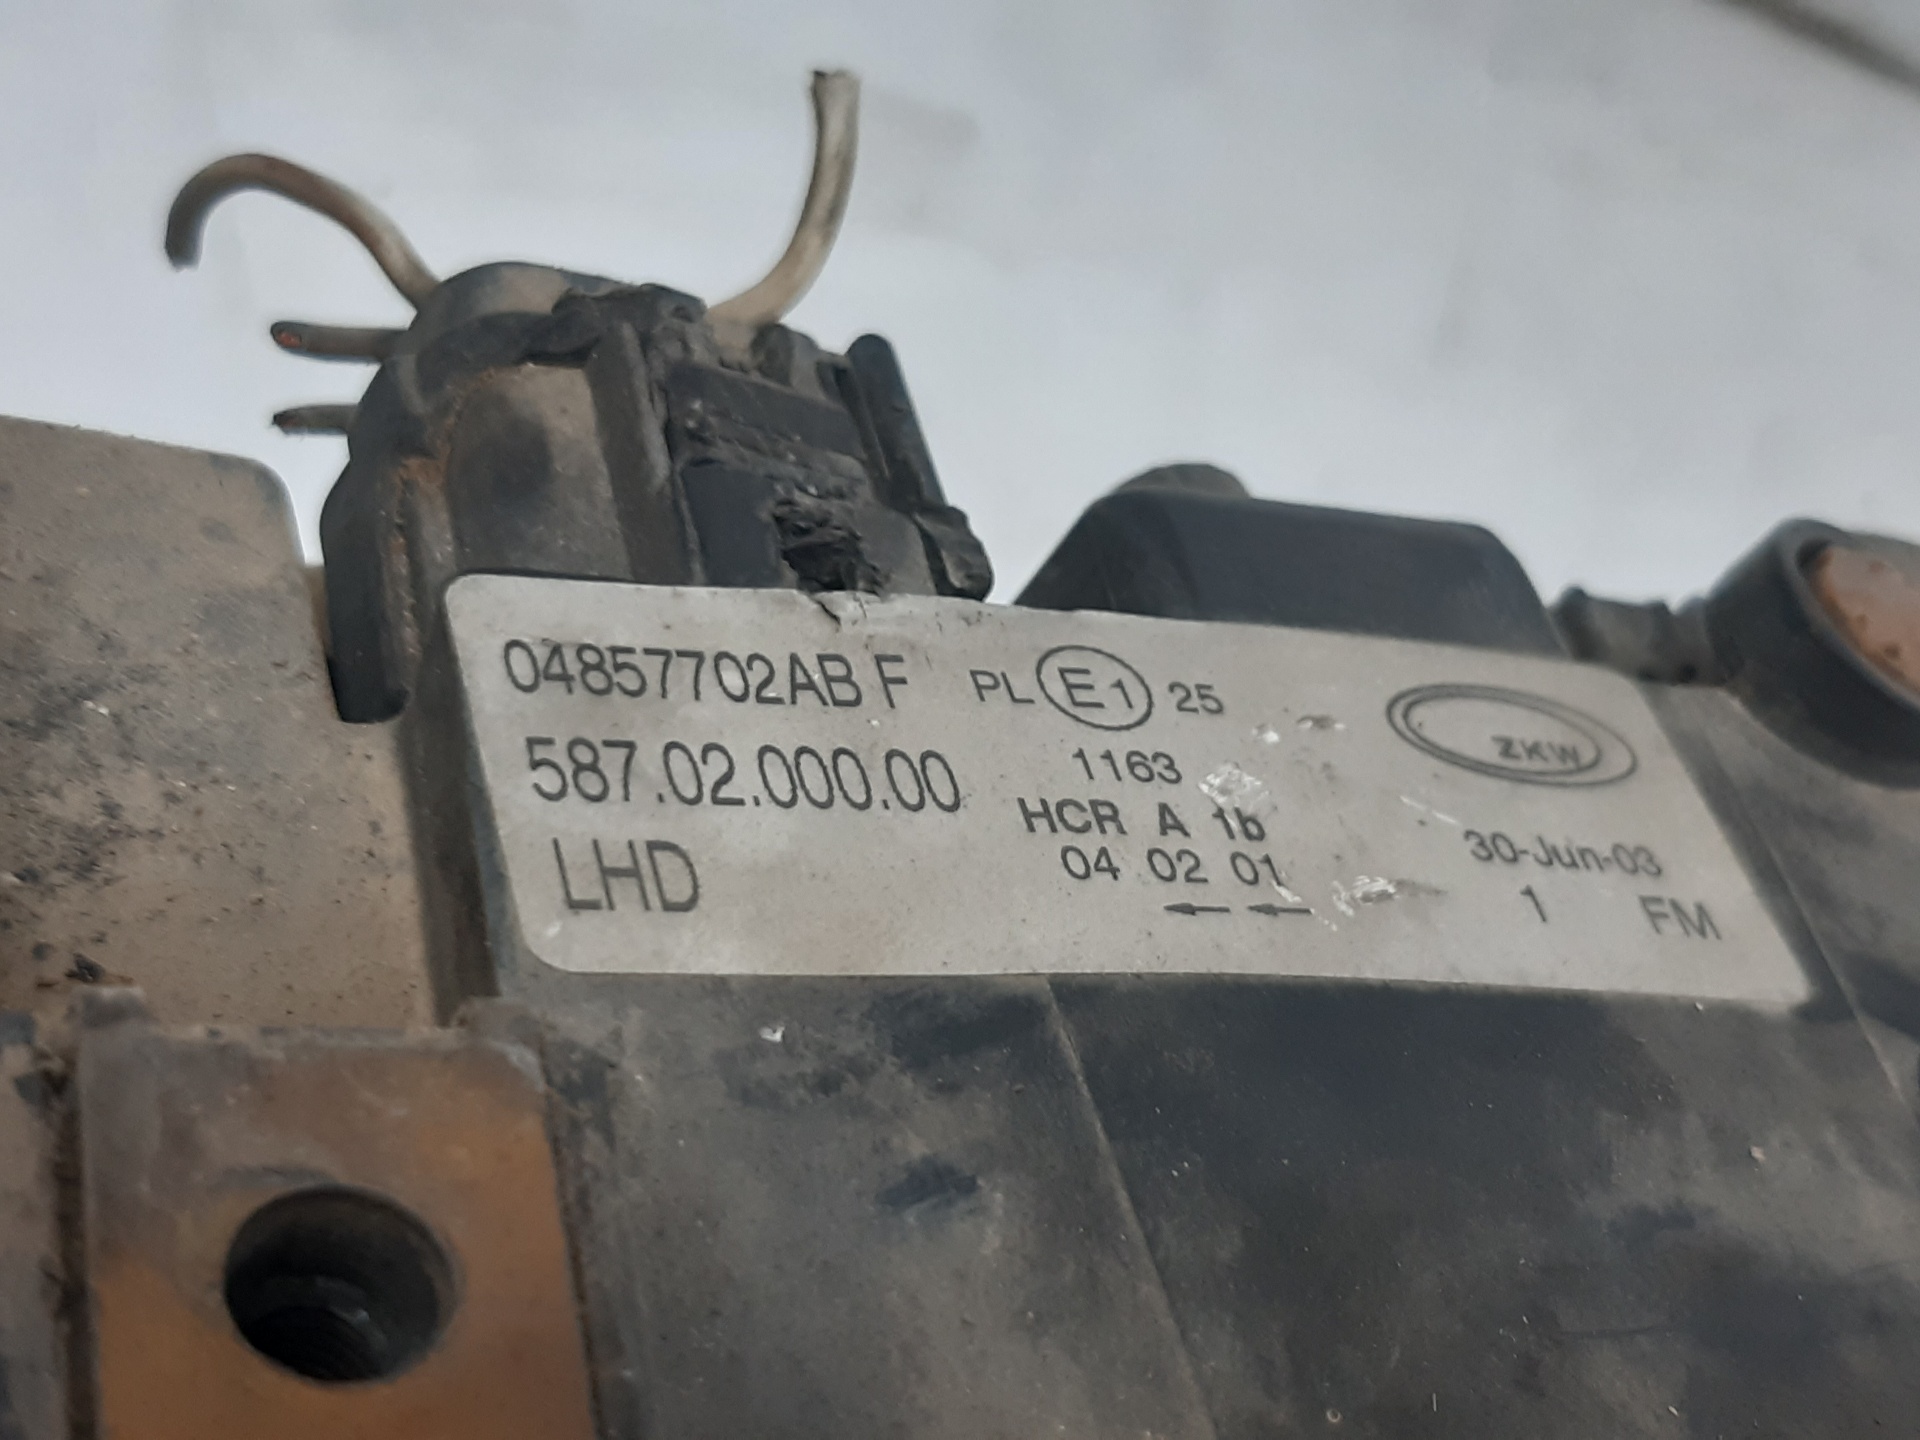 04857702AB F PL E1 25
587.02.000.00 1163
HCR A 1b
LHD 04 02 01
ZKW
30-Jun-03
1 FM